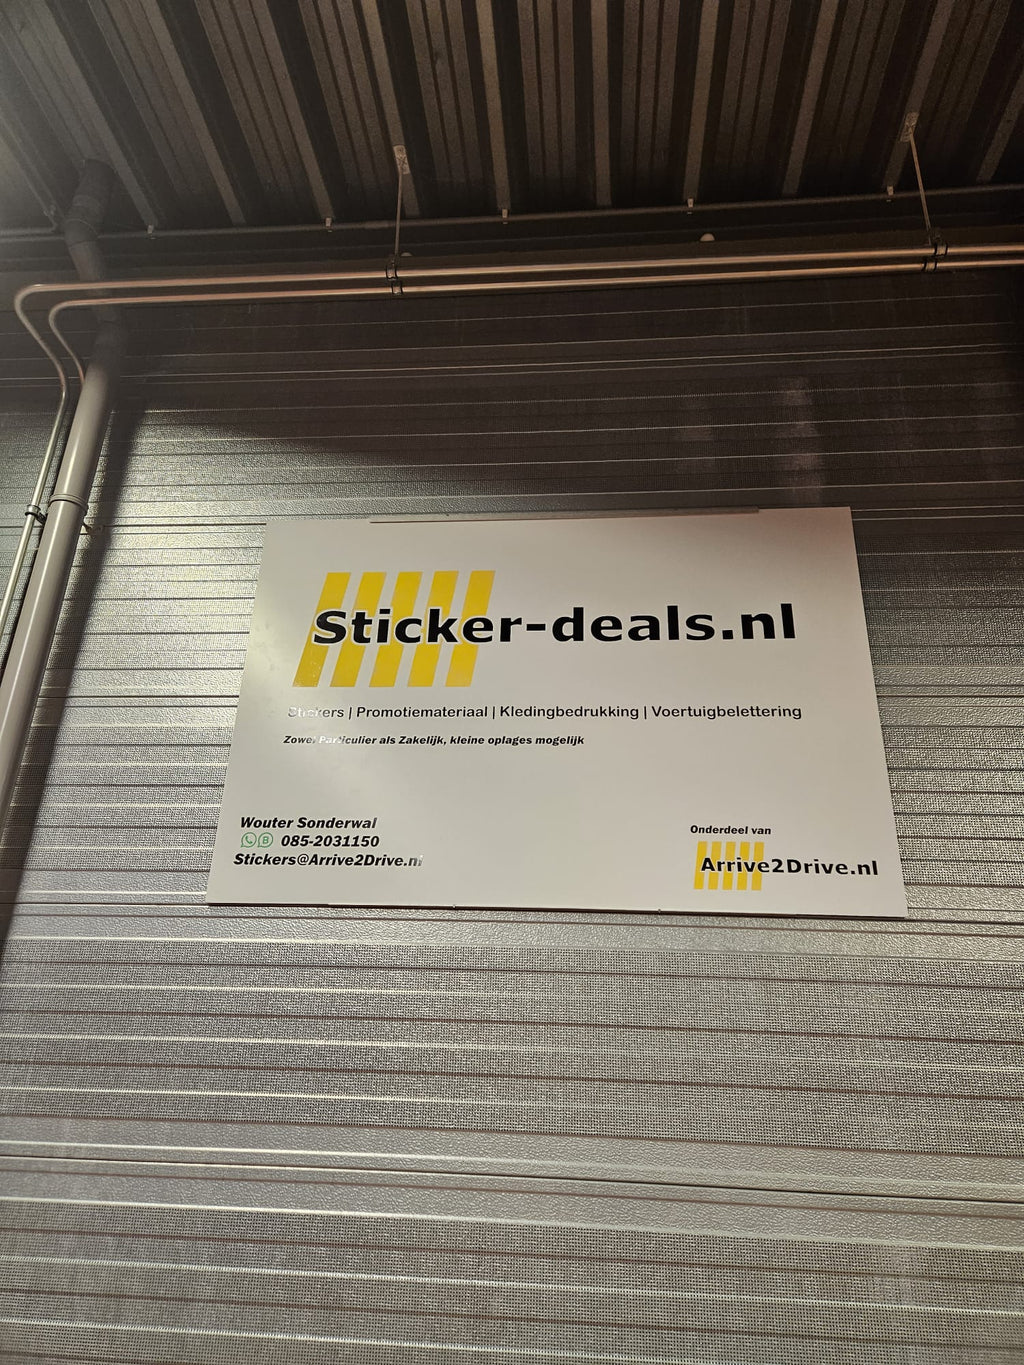 Sticker-deals.nl
Stickers | Promotiemateriaal | Kledingbedrukking | Voertuigbelettering
Zowel Particulier als Zakelijk, kleine oplages mogelijk
Wouter Sonderwal
085-2031150
Stickers@Arrive2Drive.nl
Onderdeel van
Arrive2Drive.nl